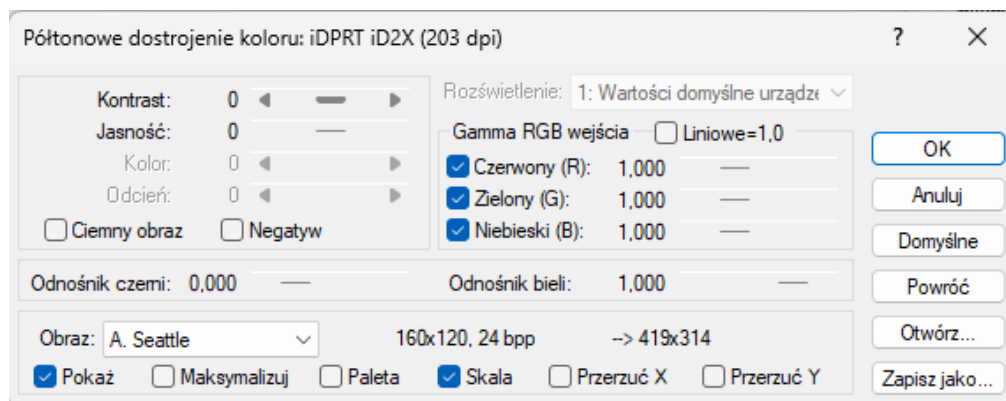 Półtonowe dostrojenie koloru: iDPRT iD2X (203 dpi)
?
Kontrast: 0
Jasność: 0
Kolor: 0
Odcień: 0
Ciemny obraz Negatyw
Rozświetlenie: 1: Wartości domyślne urządze
Gamma RGB wejścia Liniowe=1,0
Czerwony (R): 1,000
Zielony (G): 1,000
Niebieski (B): 1,000
Odnośnik czerni: 0,000 Odnośnik bieli: 1,000
Obraz: A. Seattle 160x120, 24 bpp --> 419x314
Pokaż Maksymalizuj Paleta Skala Przerzuć X Przerzuć Y
OK
Anuluj
Domyślne
Powróć
Otwórz...
Zapisz jako...